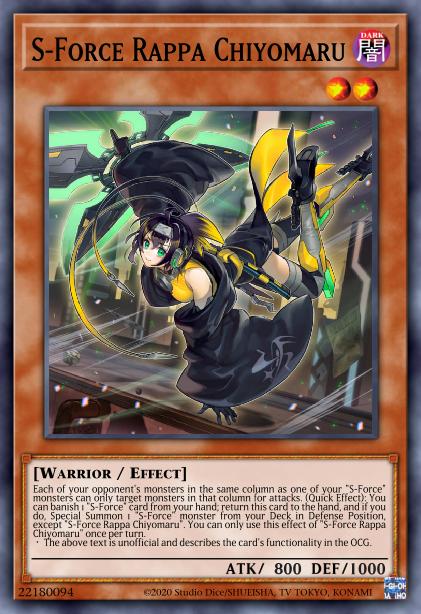 S-Force Rappa Chiyomaru
DARK
闇
[Warrior / Effect]
Each of your opponent's monsters in the same column as one of your "S-Force"
monsters can only target monsters in that column for attacks. (Quick Effect): You
can banish 1 "S-Force" card from your hand; return this card to the hand, and if you
do, Special Summon 1 "S-Force" monster from your Deck in Defense Position,
except "S-Force Rappa Chiyomaru". You can only use this effect of "S-Force Rappa
Chiyomaru" once per turn.
・ The above text is unofficial and describes the card's functionality in the OCG.
ATK/ 800 DEF/1000
22180094
©2020 Studio Dice/SHUEISHA, TV TOKYO, KONAMI